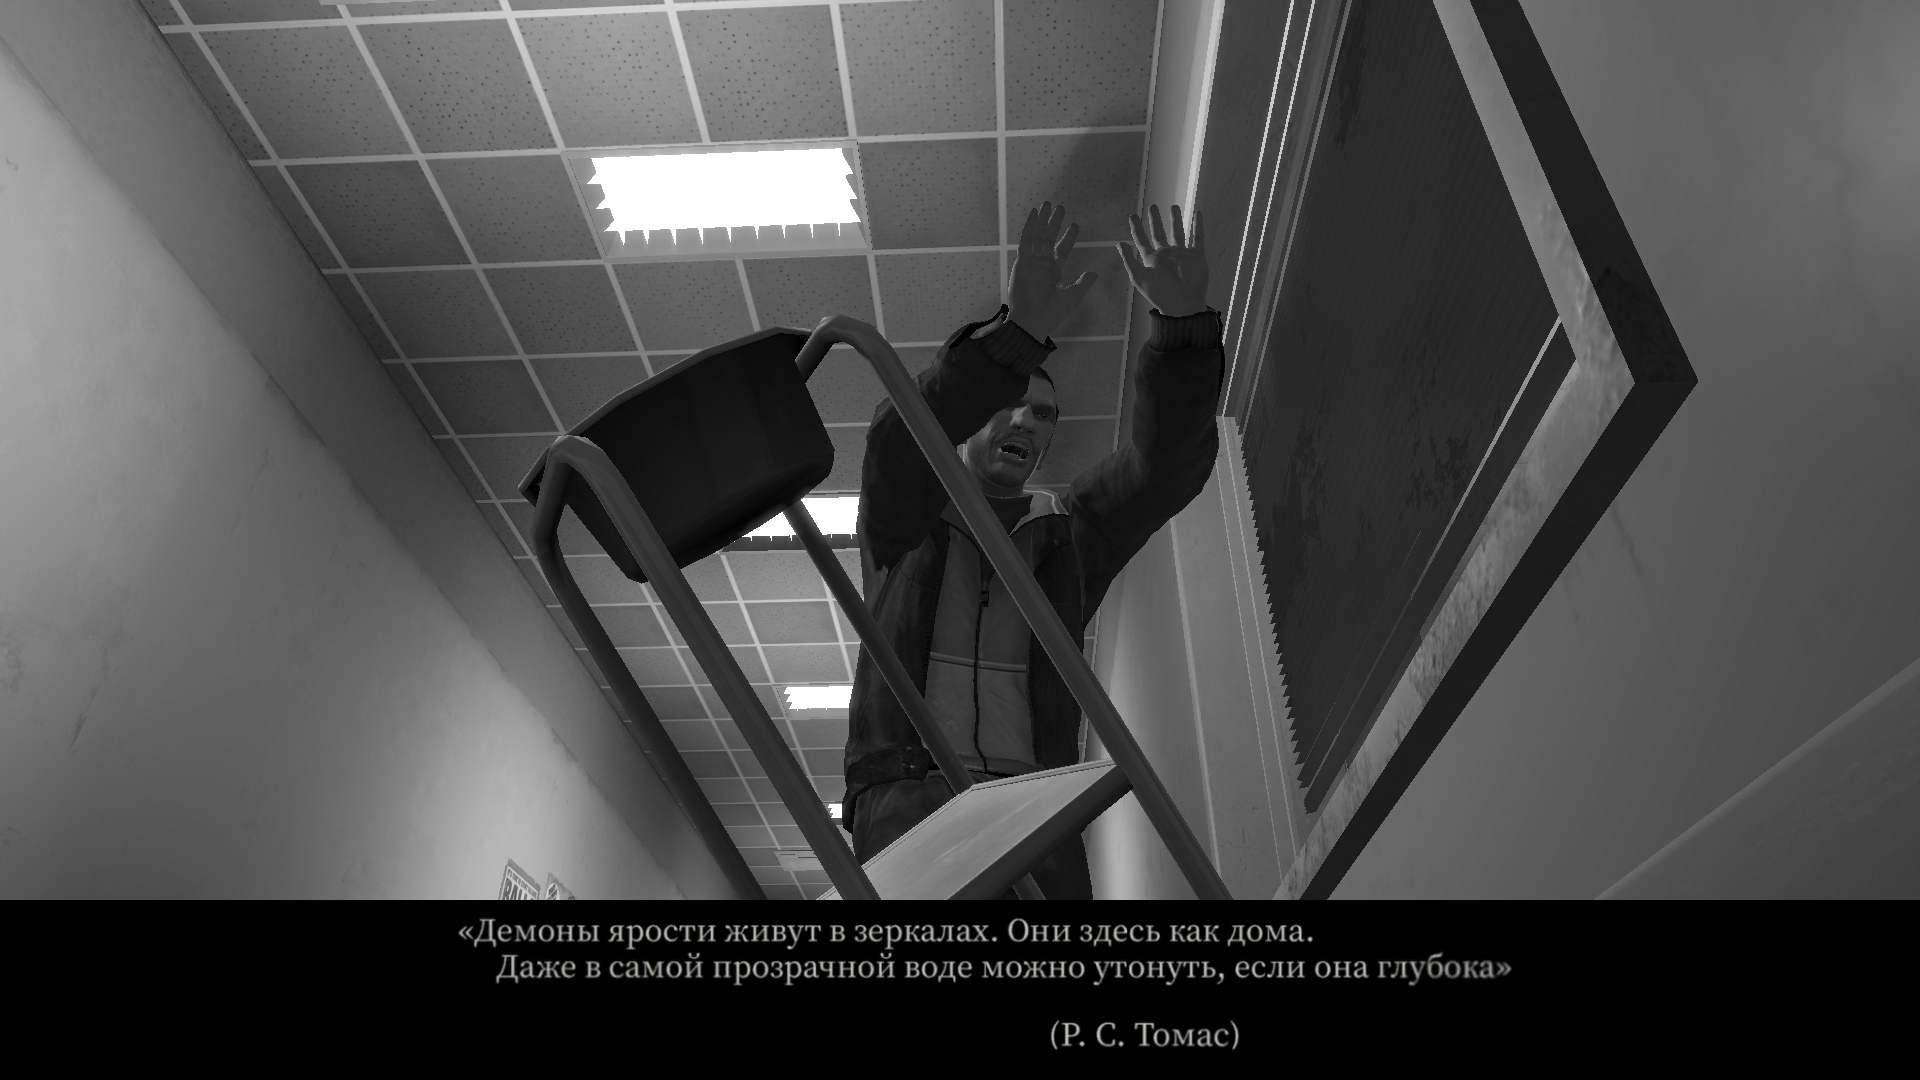 «Демоны ярости живут в зеркалах. Они здесь как дома.
Даже в самой прозрачной воде можно утонуть, если она глубока»
(Р. С. Томас)